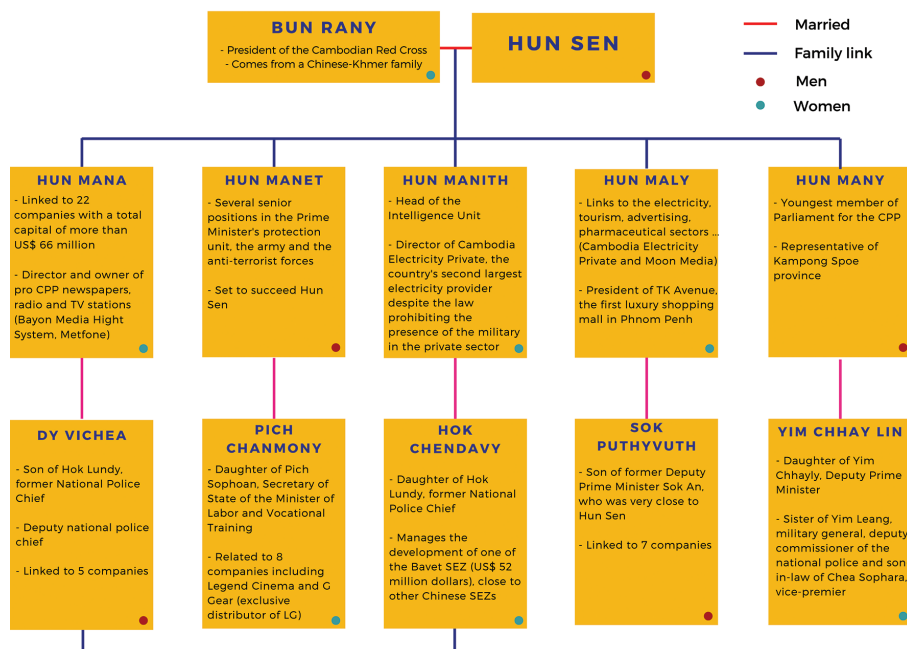 BUN RANY
- President of the Cambodian Red Cross
- Comes from a Chinese-Khmer family
HUN SEN
Married
Family link
Men
Women
HUN MANA
- Linked to 22
companies with a total
capital of more than
US$ 66 million
- Director and owner of
pro CPP newspapers,
radio and TV stations
(Bayon Media Hight
System, Metfone)
HUN MANET
- Several senior
positions in the Prime
Minister's protection
unit, the army and the
anti-terrorist forces
- Set to succeed Hun
Sen
HUN MANITH
- Head of the
Intelligence Unit
- Director of Cambodia
Electricity Private, the
country's second largest
electricity provider
despite the law
prohibiting the
presence of the military
in the private sector
HUN MALY
- Links to the electricity,
tourism, advertising,
pharmaceutical sectors ...
(Cambodia Electricity
Private and Moon Media)
- President of TK Avenue,
the first luxury shopping
mall in Phnom Penh
HUN MANY
- Youngest member of
Parliament for the CPP
- Representative of
Kampong Spoe
province
DY VICHEA
- Son of Hok Lundy,
former National Police
Chief
- Deputy national police
chief
- Linked to 5 companies
PICH
CHANMONY
- Daughter of Pich
Sophoan, Secretary of
State of the Minister of
Labor and Vocational
Training
- Related to 8
companies including
Legend Cinema and G
Gear (exclusive
distributor of LG)
HOK
CHENDAVY
- Daughter of Hok
Lundy, former National
Police Chief
- Manages the
development of one of
the Bavet SEZ (US$ 52
million dollars), close to
other Chinese SEZs
SOK
PUTHYVUTH
- Son of former Deputy
Prime Minister Sok An,
who was very close to
Hun Sen
- Linked to 7 companies
YIM CHHAY LIN
- Daughter of Yim
Chhayly, Deputy Prime
Minister
- Sister of Yim Leang,
military general, deputy
commissioner of the
national police and son
in-law of Chea Sophara,
vice-premier